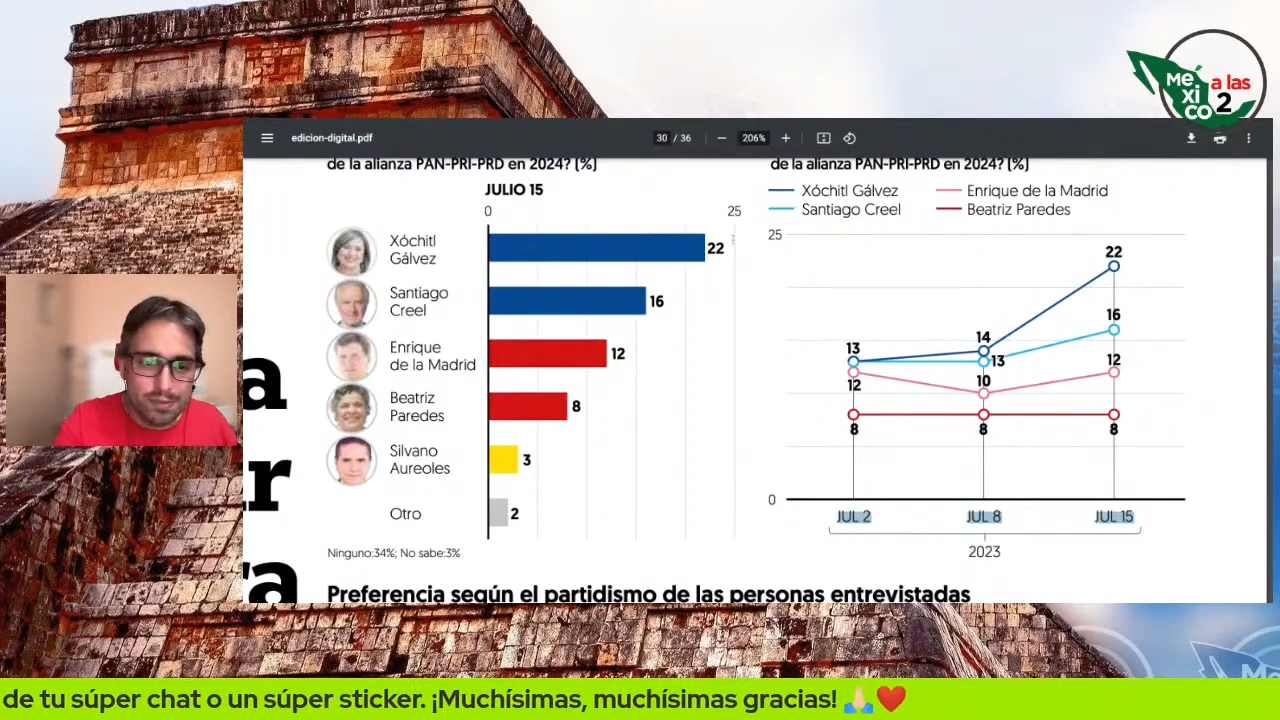 Mé
xi
co
a las
2
edicion-digital.pdf
30 / 36
206%
de la alianza PAN-PRI-PRD en 2024? [%]
JULIO 15
0 25
Xóchitl
Gálvez
22
Santiago
Creel
16
Enrique
de la Madrid
12
Beatriz
Paredes
8
Silvano
Aureoles
3
Otro
2
Ninguno:34%; No sabe:3%
de la alianza PAN-PRI-PRD en 2024? [%]
Xóchitl Gálvez
Enrique de la Madrid
Santiago Creel
Beatriz Paredes
25
22
16
14
13
13
12
12
10
8
8
8
0
JUL 2
JUL 8
JUL 15
2023
a
r
ra
Preferencia según el partidismo de las personas entrevistadas
Mé
de tu súper chat o un súper sticker. ¡Muchísimas, muchísimas gracias! 🙏🏼❤️